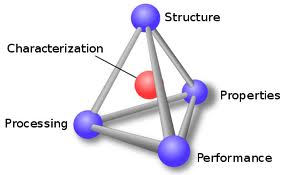 Structure
Characterization
Properties
Processing
Performance